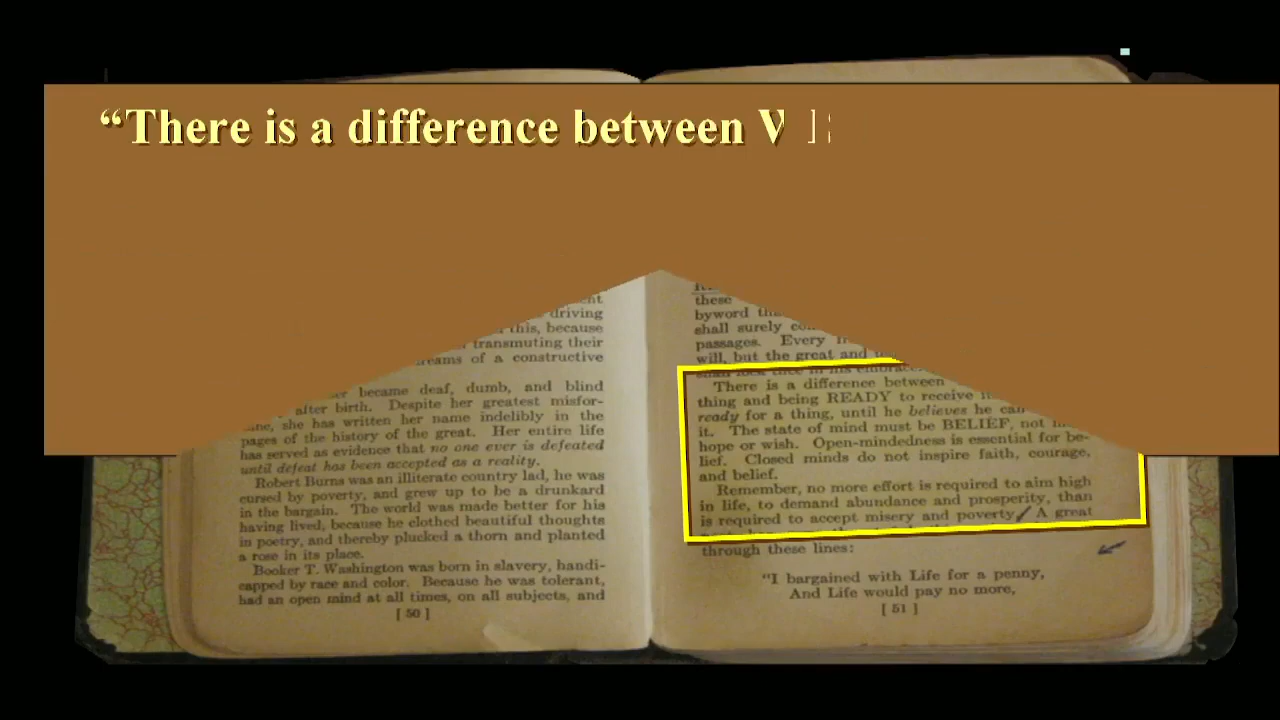 “There is a difference between
driving
this, because
transmuting their
of a constructive
became deaf, dumb, and blind
after birth. Despite her greatest misfor-
she has written her name indelibly in the
pages of the history of the great. Her entire life
has served as evidence that no one ever is defeated
until defeat has been accepted as a reality.
Robert Burns was an illiterate country lad, he was
cursed by poverty, and grew up to be a drunkard
in the bargain. The world was made better for his
having lived, because he clothed beautiful thoughts
in poetry, and thereby plucked a thorn and planted
a rose in its place.
Booker T. Washington was born in slavery, handi-
capped by race and color. Because he was tolerant,
had an open mind at all times, on all subjects, and
[ 50 ]
these
byword
shall surely
passages. Every
will, but the great and
There is a difference between
thing and being READY to receive
ready for a thing, until he believes he can
it. The state of mind must be BELIEF, not
hope or wish. Open-mindedness is essential for be-
lief. Closed minds do not inspire faith, courage,
and belief.
Remember, no more effort is required to aim high
in life, to demand abundance and prosperity, than
is required to accept misery and poverty. A great
through these lines:
“I bargained with Life for a penny,
And Life would pay no more,
[ 51 ]